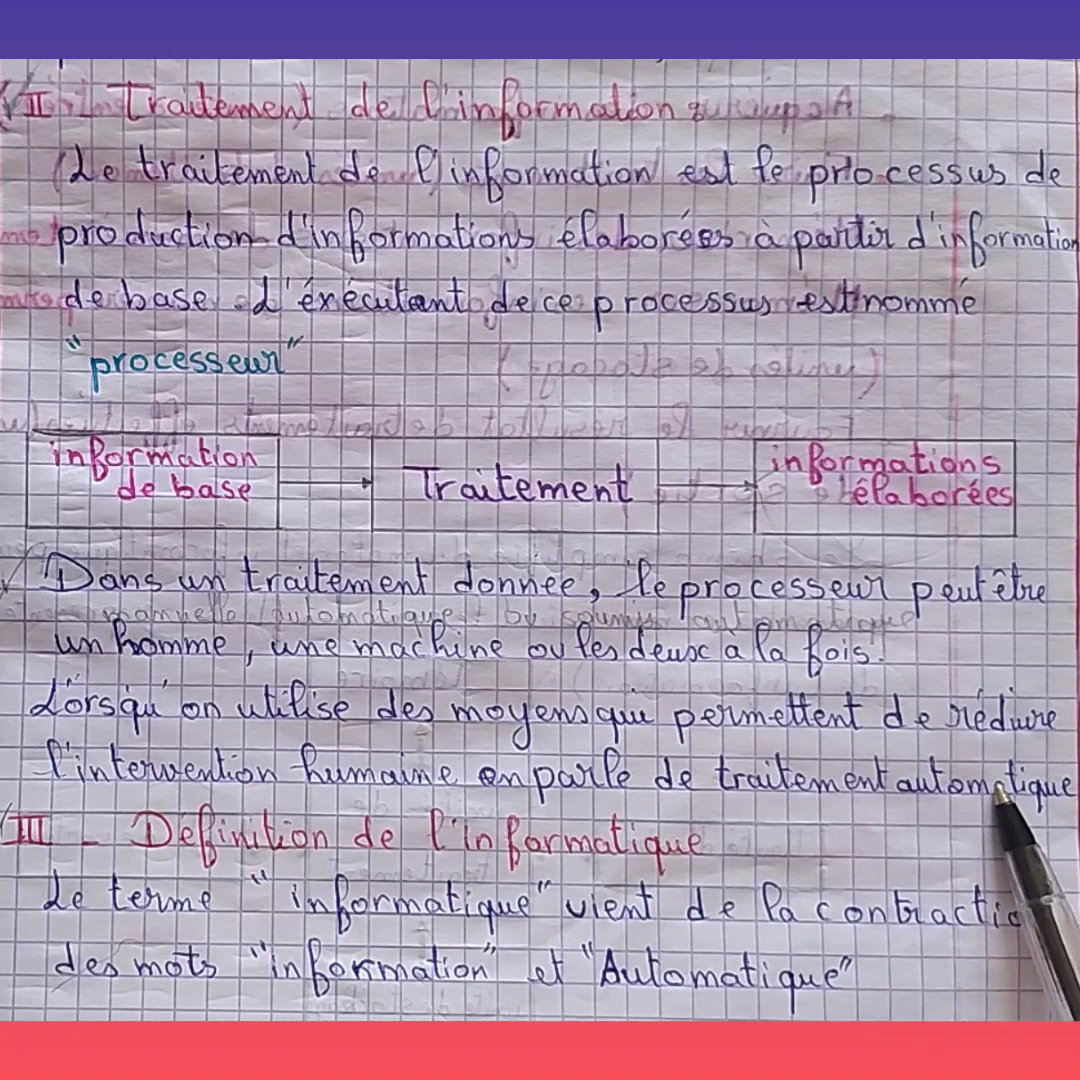 II - Traitement de l'information
Le traitement de l'information est le processus de
production d'informations élaborées à partir d'information
de base. L'éxécutant de ce processus est nommé
"processeur"
information
de base
Traitement
informations
élaborées
Dans un traitement donnée, le processeur peut être
un homme, une machine ou les deux a la fois.
Lorsqu'on utilise des moyens qui permettent de rédiure
l'intervention humaine on parle de traitement automatique
III - Définition de l'informatique
Le terme "informatique" vient de la contractio
des mots "information" et "Automatique"